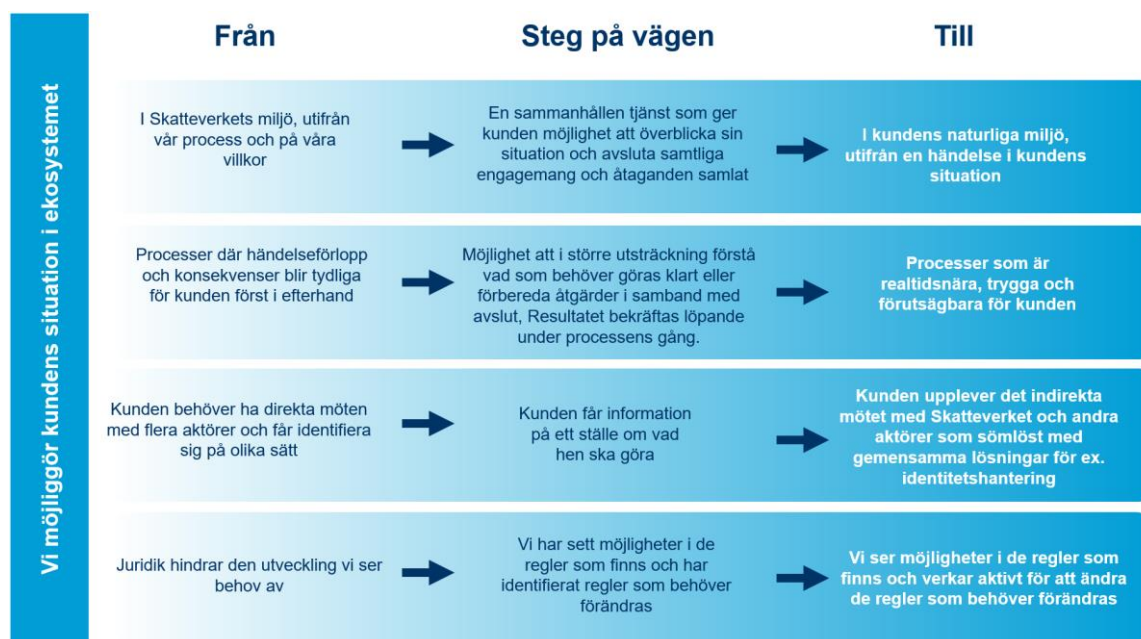 Vi möjliggör kundens situation i ekosystemet
Från
Steg på vägen
Till
I Skatteverkets miljö, utifrån
vår process och på våra
villkor
En sammanhållen tjänst som ger
kunden möjlighet att överblicka sin
situation och avsluta samtliga
engagemang och åtaganden samlat
I kundens naturliga miljö,
utifrån en händelse i kundens
situation
Processer där händelseförlopp
och konsekvenser blir tydliga
för kunden först i efterhand
Möjlighet att i större utsträckning förstå
vad som behöver göras klart eller
förbereda åtgärder i samband med
avslut, Resultatet bekräftas löpande
under processens gång.
Processer som är
realtidsnära, trygga och
förutsägbara för kunden
Kunden behöver ha direkta möten
med flera aktörer och får identifiera
sig på olika sätt
Kunden får information
på ett ställe om vad
hen ska göra
Kunden upplever det indirekta
mötet med Skatteverket och andra
aktörer som sömlöst med
gemensamma lösningar för ex.
identitetshantering
Juridik hindrar den utveckling vi ser
behov av
Vi har sett möjligheter i de
regler som finns och har
identifierat regler som behöver
förändras
Vi ser möjligheter i de regler som
finns och verkar aktivt för att ändra
de regler som behöver förändras